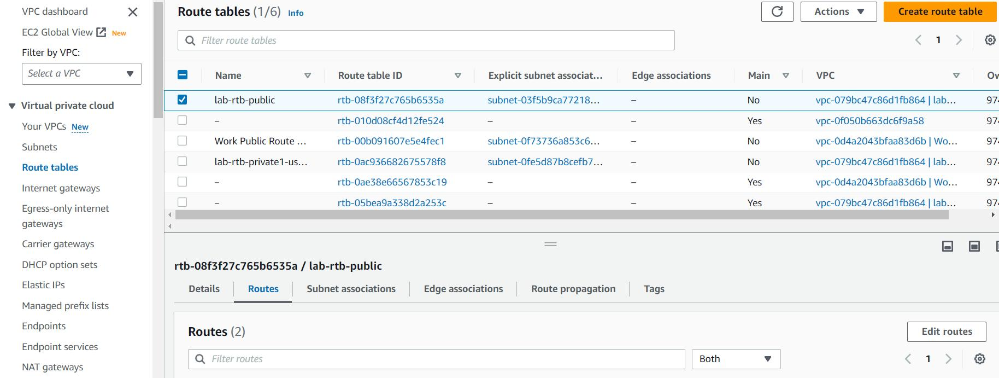 VPC dashboard
EC2 Global View New
Filter by VPC:
Select a VPC
Virtual private cloud
Your VPCs New
Subnets
Route tables
Internet gateways
Egress-only internet
gateways
Carrier gateways
DHCP option sets
Elastic IPs
Managed prefix lists
Endpoints
Endpoint services
NAT gateways
Route tables (1/6) Info
Actions
Create route table
Filter route tables
1
Name Route table ID Explicit subnet associat... Edge associations Main VPC Ow
lab-rtb-public rtb-08f3f27c765b6535a subnet-03f5b9ca77218... – No vpc-079bc47c86d1fb864 | lab... 974
– rtb-010d08cf4d12fe524 – – Yes vpc-0f050b663dc6f9a58 974
Work Public Route ... rtb-00b091607e5e4fec1 subnet-0f73736a853c6... – No vpc-0d4a2043bfaa83d6b | Wo... 974
lab-rtb-private1-us... rtb-0ac936682675578f8 subnet-0fe5d87b8cefb7... – No vpc-079bc47c86d1fb864 | lab... 974
– rtb-0ae38e66567853c19 – – Yes vpc-0d4a2043bfaa83d6b | Wo... 974
– rtb-05bea9a338d2a253c – – Yes vpc-079bc47c86d1fb864 | lab... 974
rtb-08f3f27c765b6535a / lab-rtb-public
Details Routes Subnet associations Edge associations Route propagation Tags
Routes (2)
Edit routes
Filter routes
Both
1